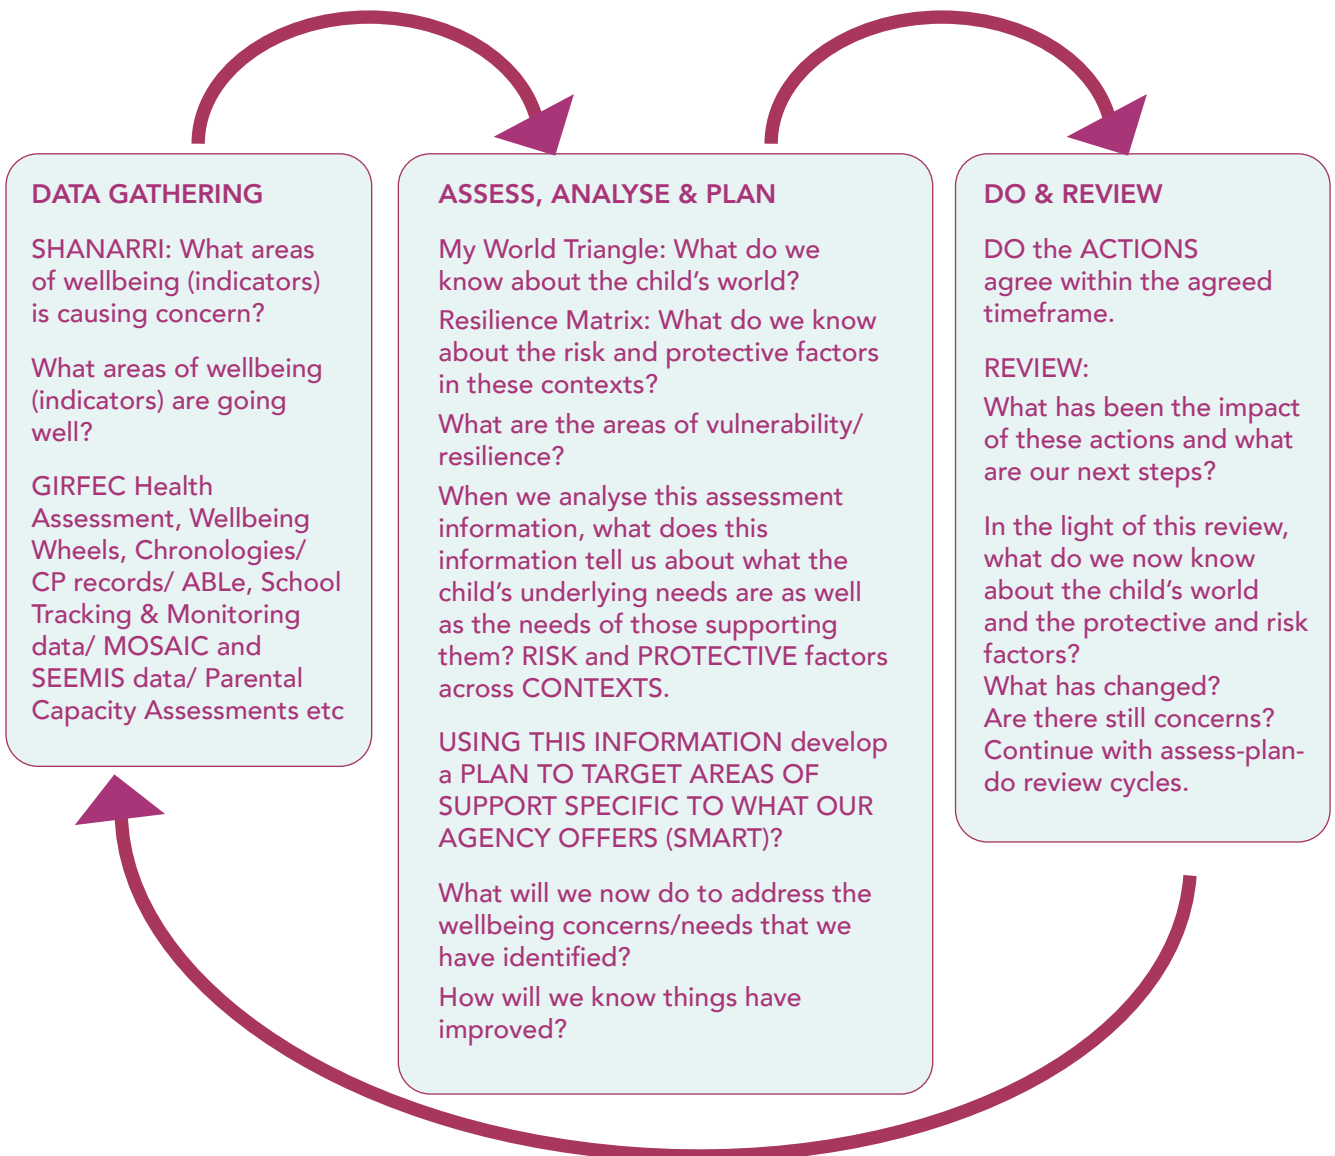 DATA GATHERING
SHANARRI: What areas
of wellbeing (indicators)
is causing concern?
What areas of wellbeing
(indicators) are going
well?
GIRFEC Health
Assessment, Wellbeing
Wheels, Chronologies/
CP records/ ABLe, School
Tracking & Monitoring
data/ MOSAIC and
SEEMIS data/ Parental
Capacity Assessments etc
ASSESS, ANALYSE & PLAN
My World Triangle: What do we
know about the child’s world?
Resilience Matrix: What do we know
about the risk and protective factors
in these contexts?
What are the areas of vulnerability/
resilience?
When we analyse this assessment
information, what does this
information tell us about what the
child’s underlying needs are as well
as the needs of those supporting
them? RISK and PROTECTIVE factors
across CONTEXTS.
USING THIS INFORMATION develop
a PLAN TO TARGET AREAS OF
SUPPORT SPECIFIC TO WHAT OUR
AGENCY OFFERS (SMART)?
What will we now do to address the
wellbeing concerns/needs that we
have identified?
How will we know things have
improved?
DO & REVIEW
DO the ACTIONS
agree within the agreed
timeframe.
REVIEW:
What has been the impact
of these actions and what
are our next steps?
In the light of this review,
what do we now know
about the child’s world
and the protective and risk
factors?
What has changed?
Are there still concerns?
Continue with assess-plan-
do review cycles.